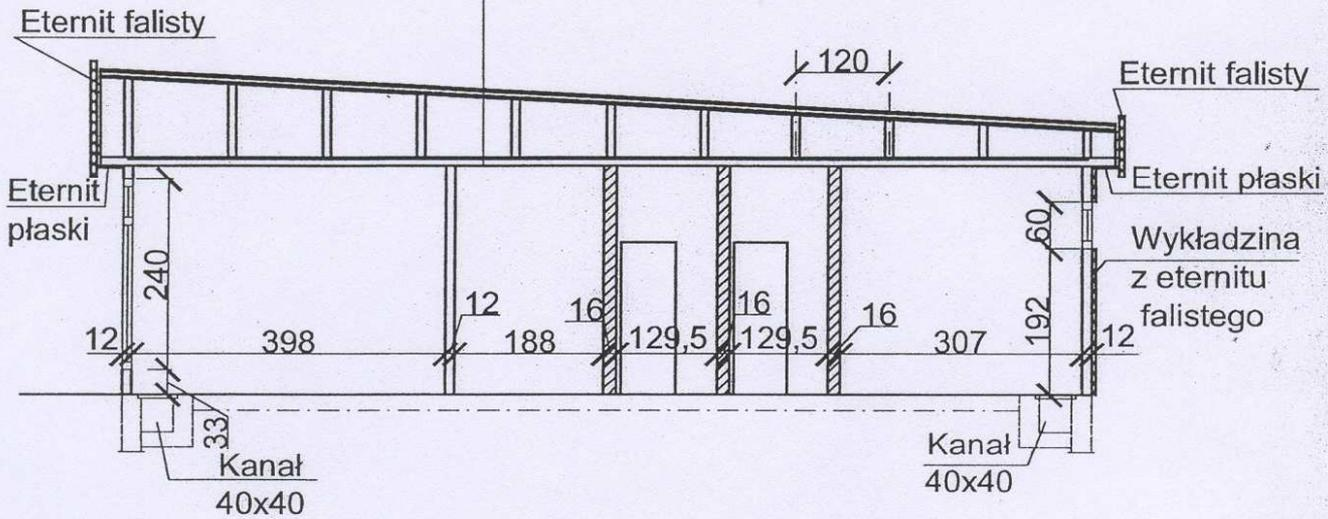 Eternit falisty
120
Eternit falisty
Eternit
płaski
Eternit płaski
60
Wykładzina
z eternitu
falistego
240
192
12
398
12
188
16
129,5
16
129,5
16
307
12
33
Kanał
40x40
Kanał
40x40